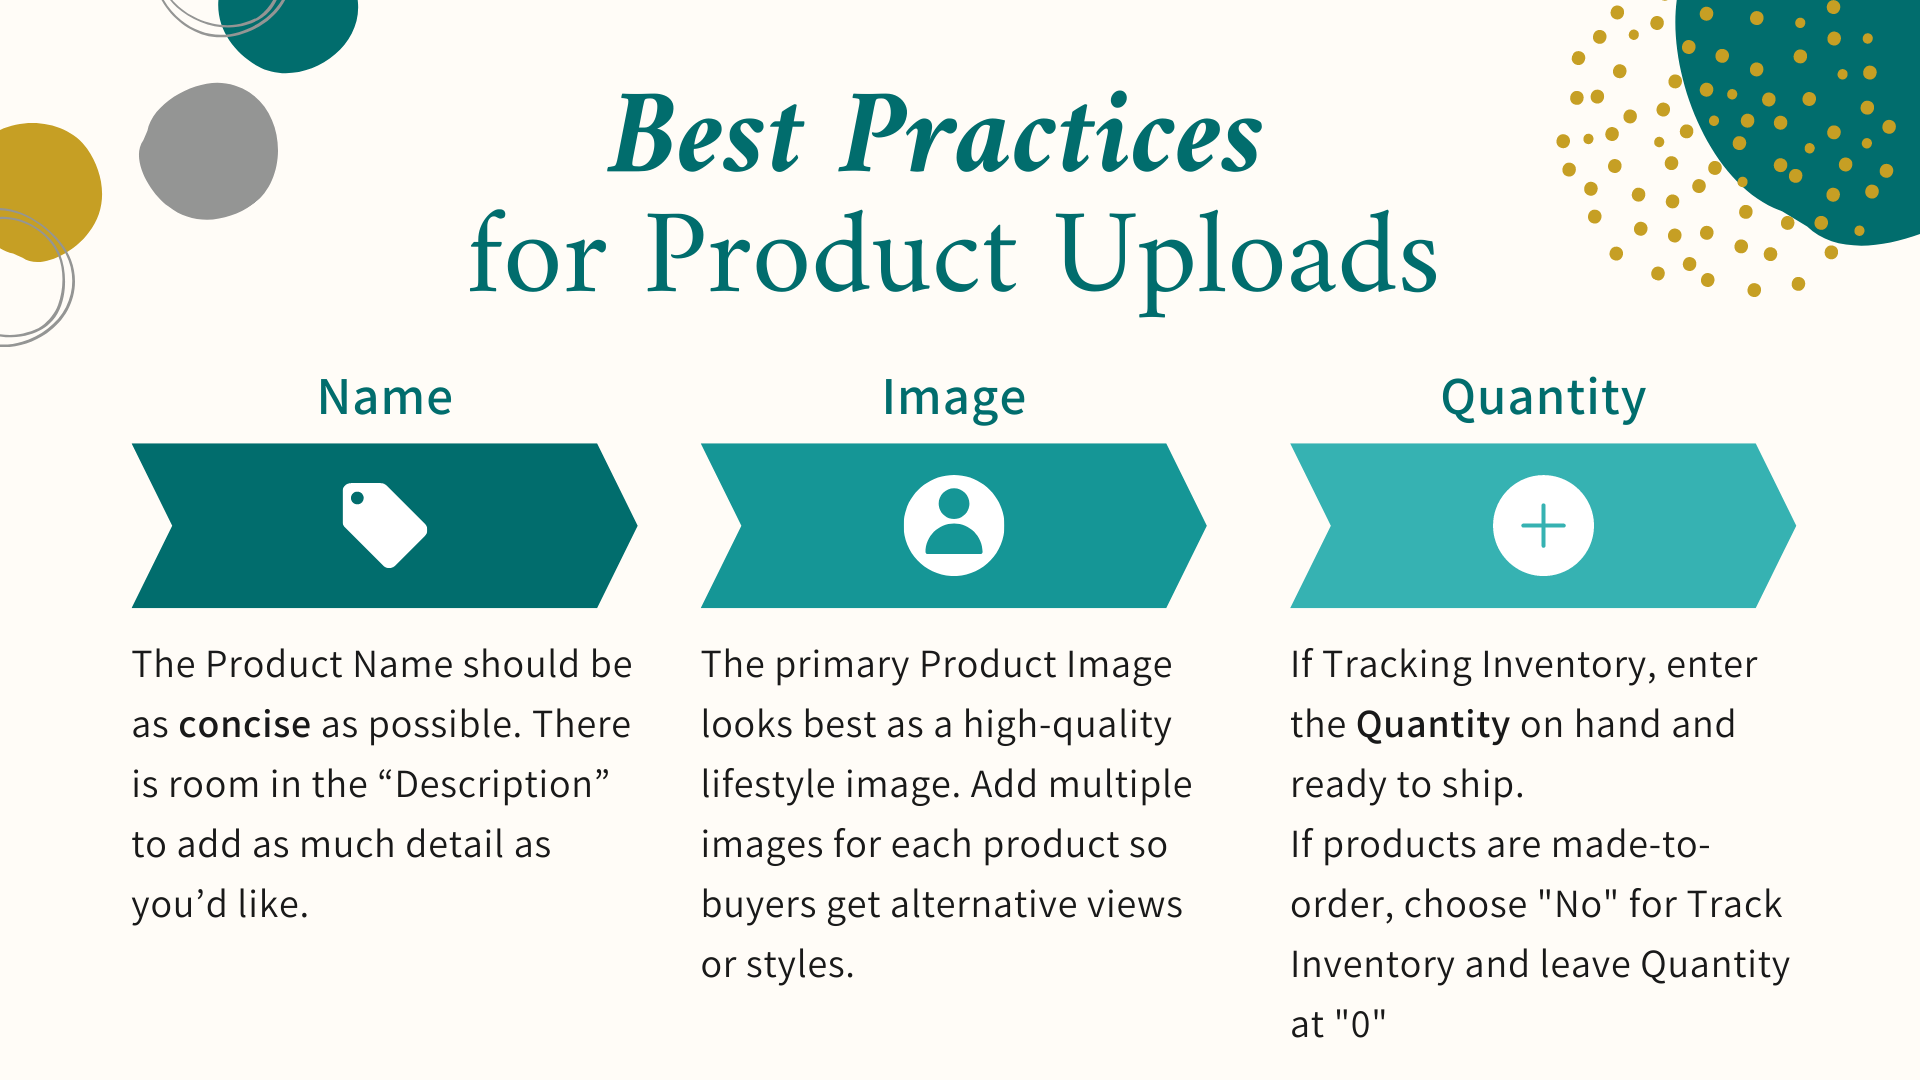 Best Practices
for Product Uploads
Name
The Product Name should be
as concise as possible. There
is room in the “Description”
to add as much detail as
you’d like.
Image
The primary Product Image
looks best as a high-quality
lifestyle image. Add multiple
images for each product so
buyers get alternative views
or styles.
Quantity
If Tracking Inventory, enter
the Quantity on hand and
ready to ship.
If products are made-to-
order, choose "No" for Track
Inventory and leave Quantity
at "0"